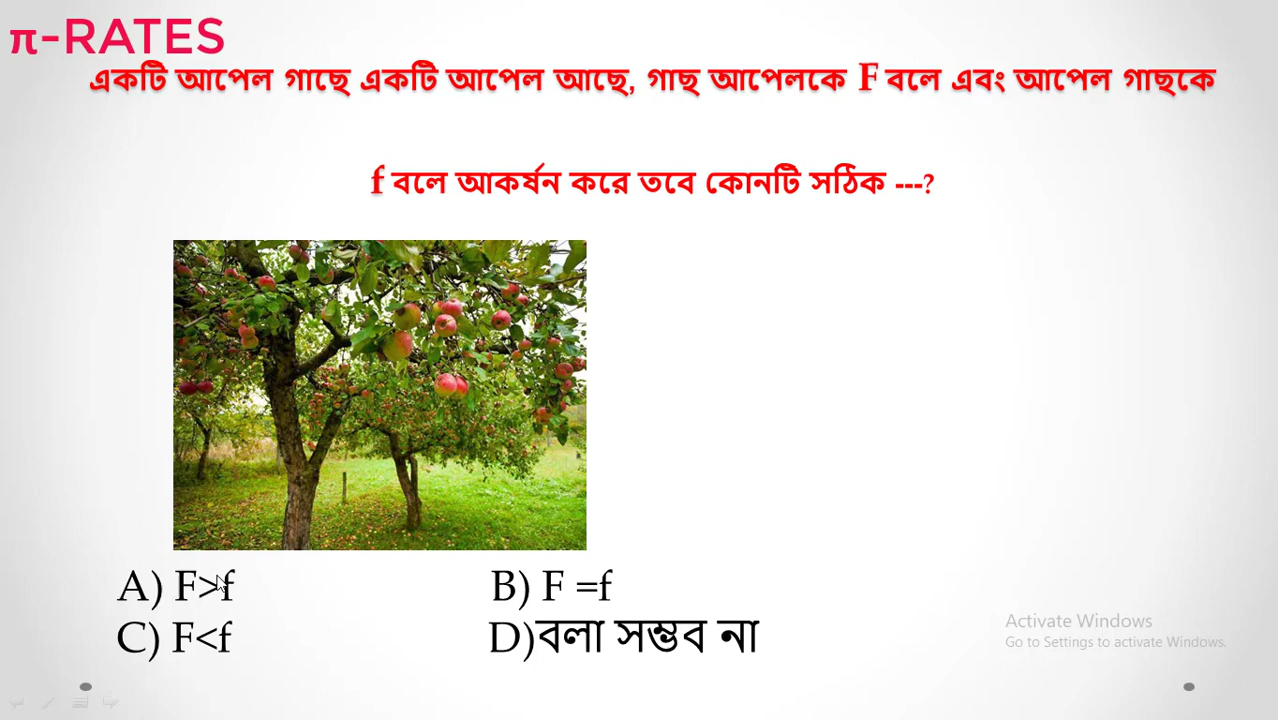 π-RATES
একটি আপেল গাছে একটি আপেল আছে, গাছ আপেলকে F বলে এবং আপেল গাছকে
f বলে আকর্ষন করে তবে কোনটি সঠিক ---?
A) F>f B) F =f
C) F<f D)বলা সম্ভব না
Activate Windows
Go to Settings to activate Windows.